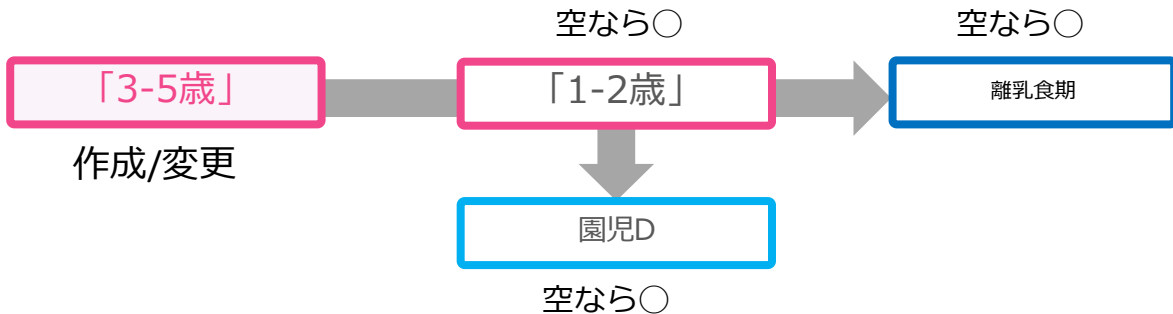 空なら○
空なら○
「3-5歳」
「1-2歳」
離乳食期
作成/変更
園児D
空なら○